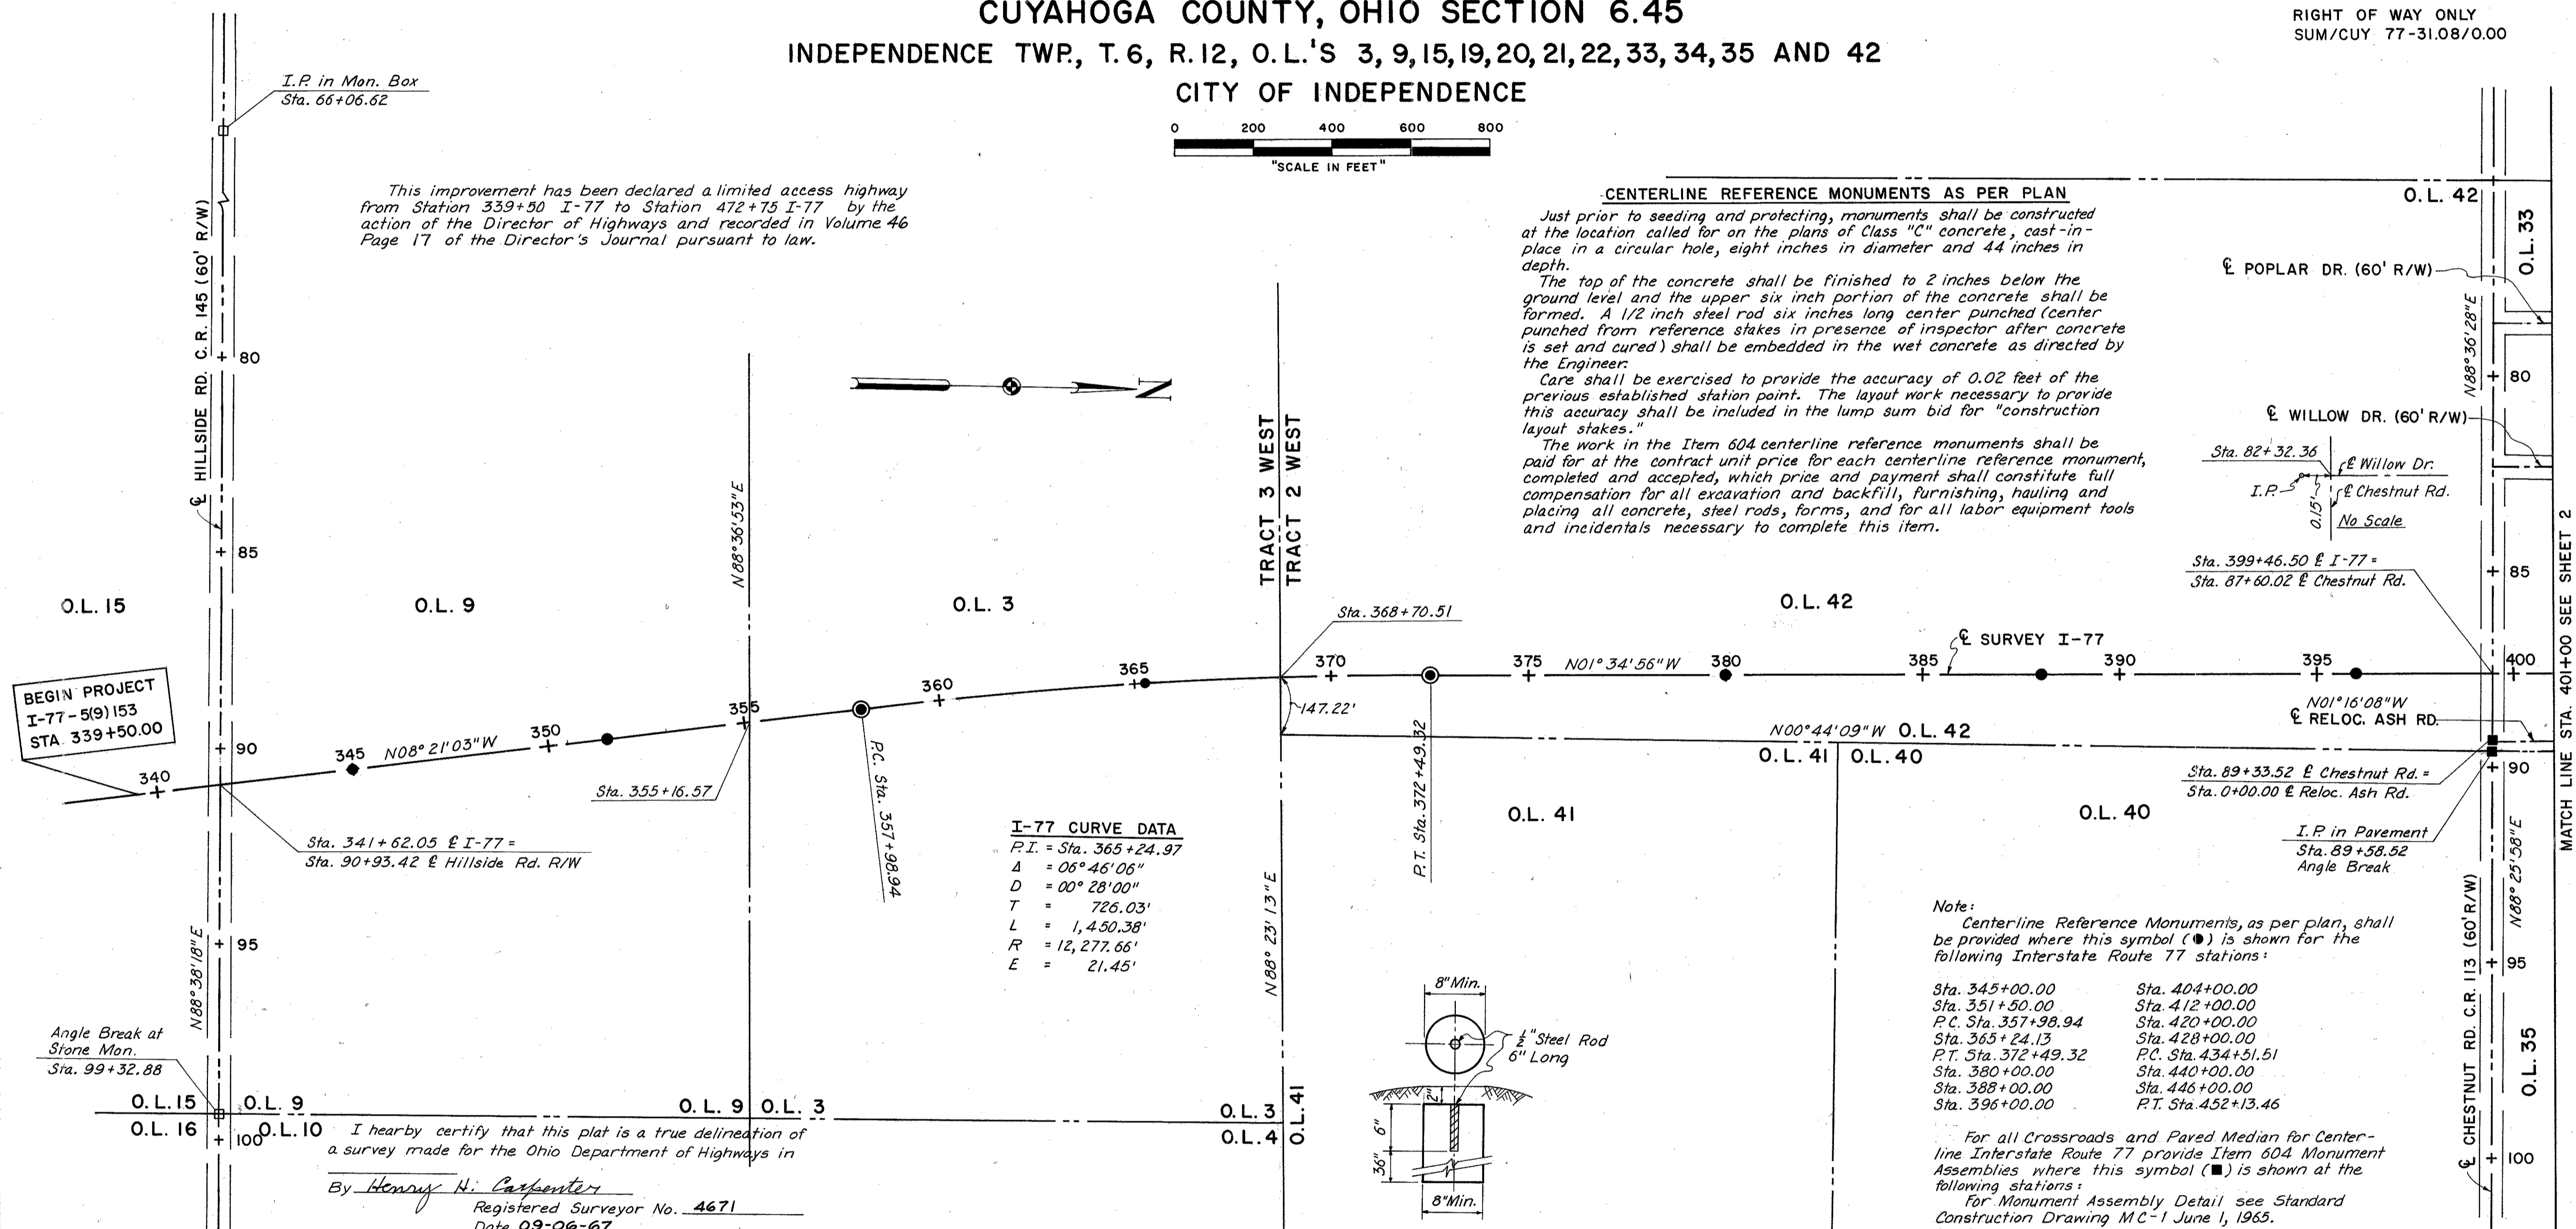 CUYAHOGA COUNTY, OHIO SECTION 6.45
INDEPENDENCE TWP., T. 6, R. 12, O.L.'S 3, 9, 15, 19, 20, 21, 22, 33, 34, 35 AND 42
CITY OF INDEPENDENCE
RIGHT OF WAY ONLY
SUM/CUY 77-31.08/0.00
0 200 400 600 800
"SCALE IN FEET"
I.P. in Mon. Box
Sta. 66+06.62
This improvement has been declared a limited access highway
from Station 339+50 I-77 to Station 472+75 I-77 by the
action of the Director of Highways and recorded in Volume 46
Page 17 of the Director's Journal pursuant to law.
CENTERLINE REFERENCE MONUMENTS AS PER PLAN
Just prior to seeding and protecting, monuments shall be constructed
at the location called for on the plans of Class "C" concrete, cast-in-
place in a circular hole, eight inches in diameter and 44 inches in
depth.
The top of the concrete shall be finished to 2 inches below the
ground level and the upper six inch portion of the concrete shall be
formed. A 1/2 inch steel rod six inches long center punched (center
punched from reference stakes in presence of inspector after concrete
is set and cured) shall be embedded in the wet concrete as directed by
the Engineer.
Care shall be exercised to provide the accuracy of 0.02 feet of the
previous established station point. The layout work necessary to provide
this accuracy shall be included in the lump sum bid for "construction
layout stakes."
The work in the Item 604 centerline reference monuments shall be
paid for at the contract unit price for each centerline reference monument,
completed and accepted, which price and payment shall constitute full
compensation for all excavation and backfill, furnishing, hauling and
placing all concrete, steel rods, forms, and for all labor equipment tools
and incidentals necessary to complete this item.
O.L. 42
O.L. 33
℄ POPLAR DR. (60' R/W)
N88°36'28"E
80
℄ WILLOW DR. (60' R/W)
Sta. 82+32.36
℄ Willow Dr.
I.P.
℄ Chestnut Rd.
0.15'
No Scale
85
Sta. 399+46.50 ℄ I-77 =
Sta. 87+60.02 ℄ Chestnut Rd.
MATCH LINE STA. 401+00 SEE SHEET 2
℄ HILLSIDE RD. C.R. 145 (60' R/W)
80
85
90
95
100
N88°38'18"E
N
N88°36'53"E
TRACT 3 WEST
TRACT 2 WEST
O.L. 15
O.L. 9
O.L. 3
O.L. 42
Sta. 368+70.51
℄ SURVEY I-77
BEGIN PROJECT
I-77-5(9)153
STA. 339+50.00
340
345
N08°21'03"W
350
355
360
365
370
375
N01°34'56"W
380
385
390
395
400
147.22'
N01°16'08"W
℄ RELOC. ASH RD.
N00°44'09"W
O.L. 42
O.L. 41
O.L. 40
Sta. 355+16.57
P.C. Sta. 357+98.94
P.T. Sta. 372+49.32
Sta. 341+62.05 ℄ I-77 =
Sta. 90+93.42 ℄ Hillside Rd. R/W
I-77 CURVE DATA
P.I. = Sta. 365+24.97
Δ = 06°46'06"
D = 00°28'00"
T = 726.03'
L = 1,450.38'
R = 12,277.66'
E = 21.45'
N88°23'13"E
O.L. 41
O.L. 40
Sta. 89+33.52 ℄ Chestnut Rd. =
Sta. 0+00.00 ℄ Reloc. Ash Rd.
I.P. in Pavement
Sta. 89+58.52
Angle Break
90
95
100
N88°25'58"E
℄ CHESTNUT RD. C.R. 113 (60' R/W)
O.L. 35
Note:
Centerline Reference Monuments, as per plan, shall
be provided where this symbol (●) is shown for the
following Interstate Route 77 stations:
Sta. 345+00.00 Sta. 404+00.00
Sta. 351+50.00 Sta. 412+00.00
P.C. Sta. 357+98.94 Sta. 420+00.00
Sta. 365+24.13 Sta. 428+00.00
P.T. Sta. 372+49.32 P.C. Sta. 434+51.51
Sta. 380+00.00 Sta. 440+00.00
Sta. 388+00.00 Sta. 446+00.00
Sta. 396+00.00 P.T. Sta. 452+13.46
For all Crossroads and Paved Median for Center-
line Interstate Route 77 provide Item 604 Monument
Assemblies where this symbol (■) is shown at the
following stations:
For Monument Assembly Detail see Standard
Construction Drawing MC-1 June 1, 1965.
8" Min.
½" Steel Rod
6" Long
2"
6"
36"
8" Min.
Angle Break at
Stone Mon.
Sta. 99+32.88
O.L. 15
O.L. 9
O.L. 16
O.L. 10
O.L. 9
O.L. 3
O.L. 3
O.L. 4
O.L. 41
I hearby certify that this plat is a true delineation of
a survey made for the Ohio Department of Highways in
By Henry H. Carpenter
Registered Surveyor No. 4671
Date 09-06-67